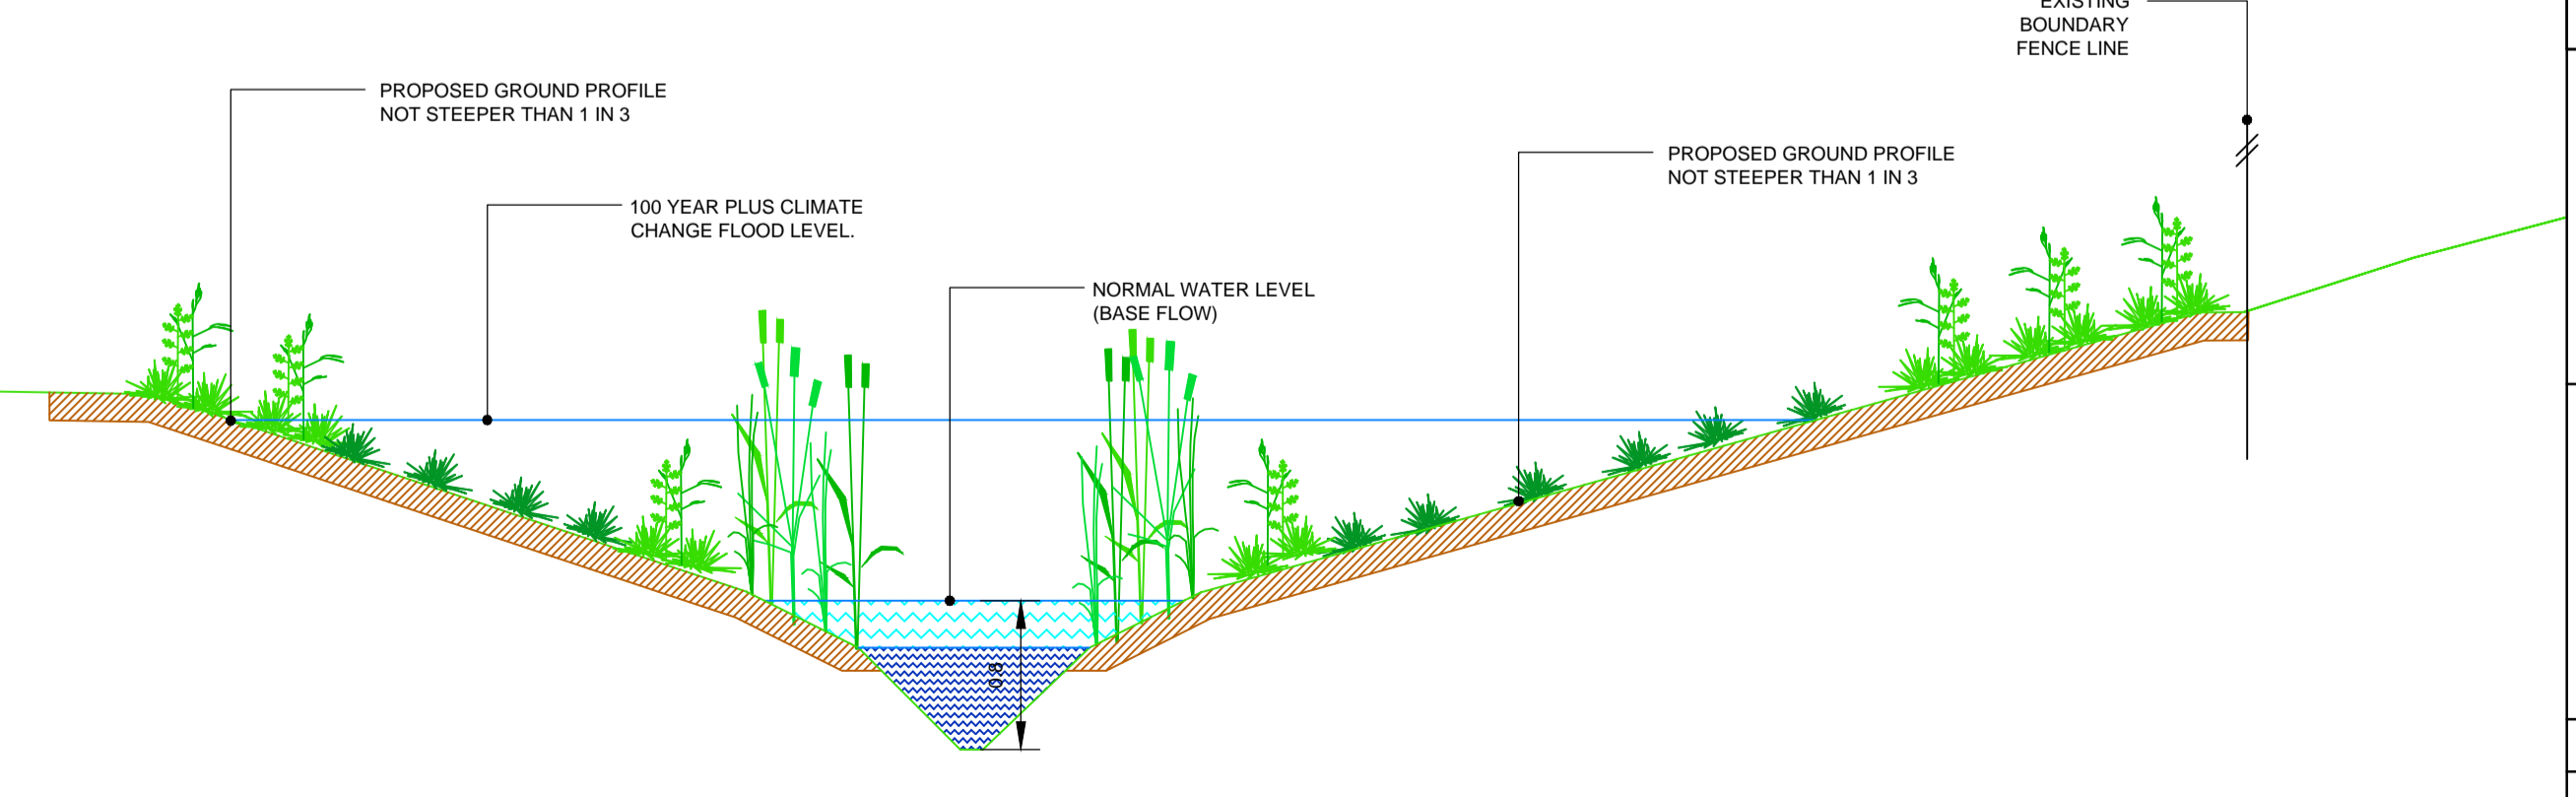 EXISTING
BOUNDARY
FENCE LINE
PROPOSED GROUND PROFILE
NOT STEEPER THAN 1 IN 3
PROPOSED GROUND PROFILE
NOT STEEPER THAN 1 IN 3
100 YEAR PLUS CLIMATE
CHANGE FLOOD LEVEL.
NORMAL WATER LEVEL
(BASE FLOW)
0.8